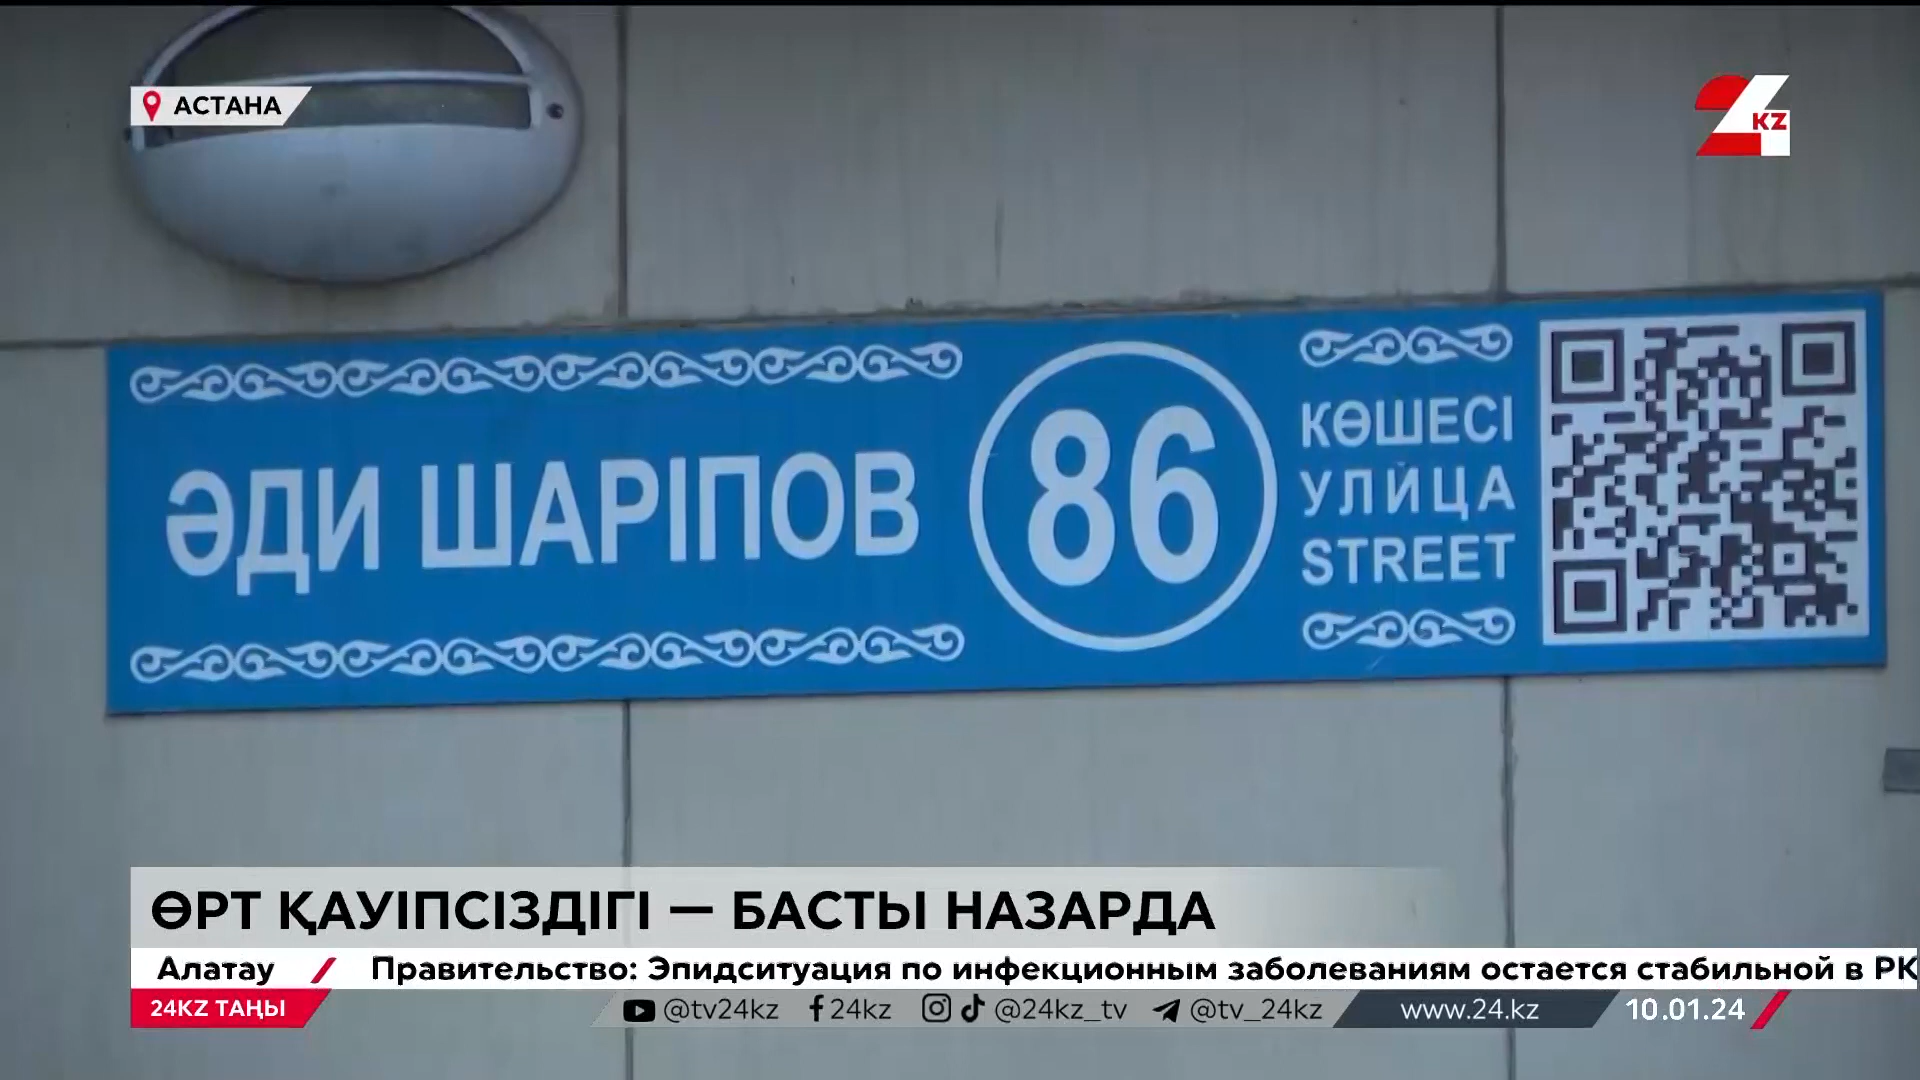 АСТАНА
24 KZ
ӘДИ ШАРІПОВ
86
КӨШЕСІ
УЛИЦА
STREET
ӨРТ ҚАУІПСІЗДІГІ — БАСТЫ НАЗАРДА
Алатау / Правительство: Эпидситуация по инфекционным заболеваниям остается стабильной в РК
24KZ ТАҢЫ
@tv24kz 24kz @24kz_tv @tv_24kz www.24.kz 10.01.24